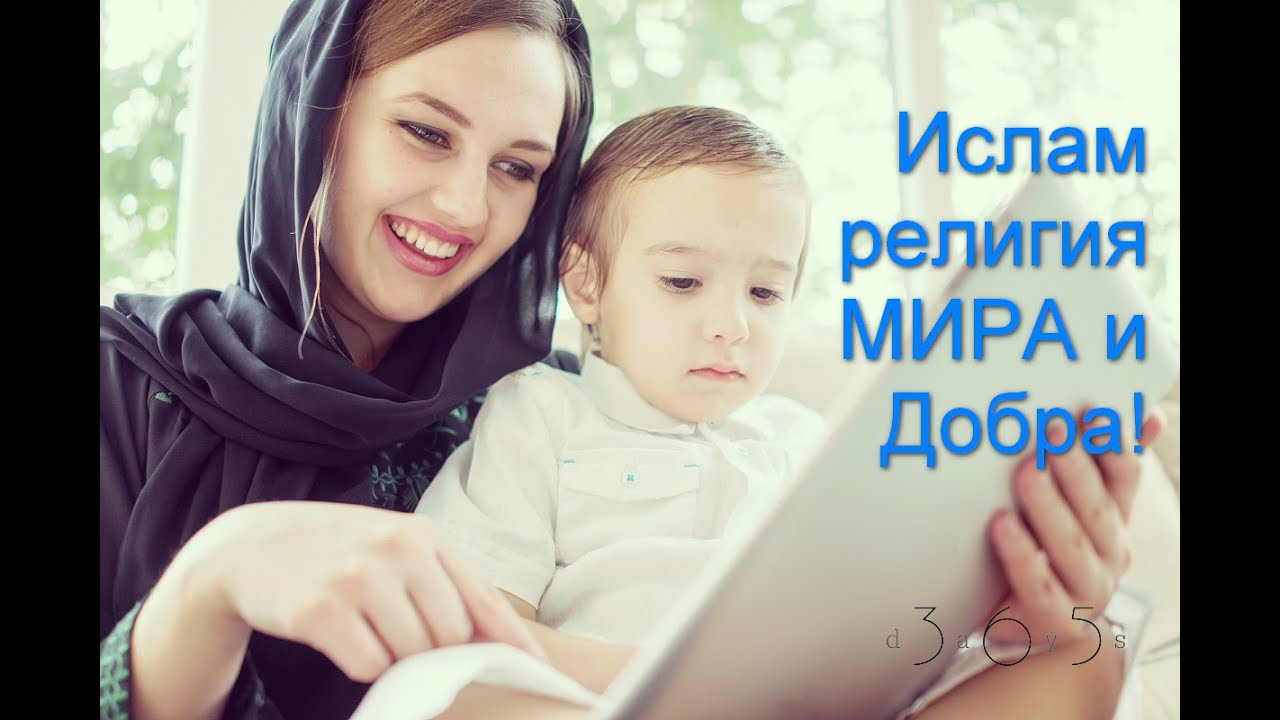 Ислам
религия
МИРА и
Добра!
d3a6y5s